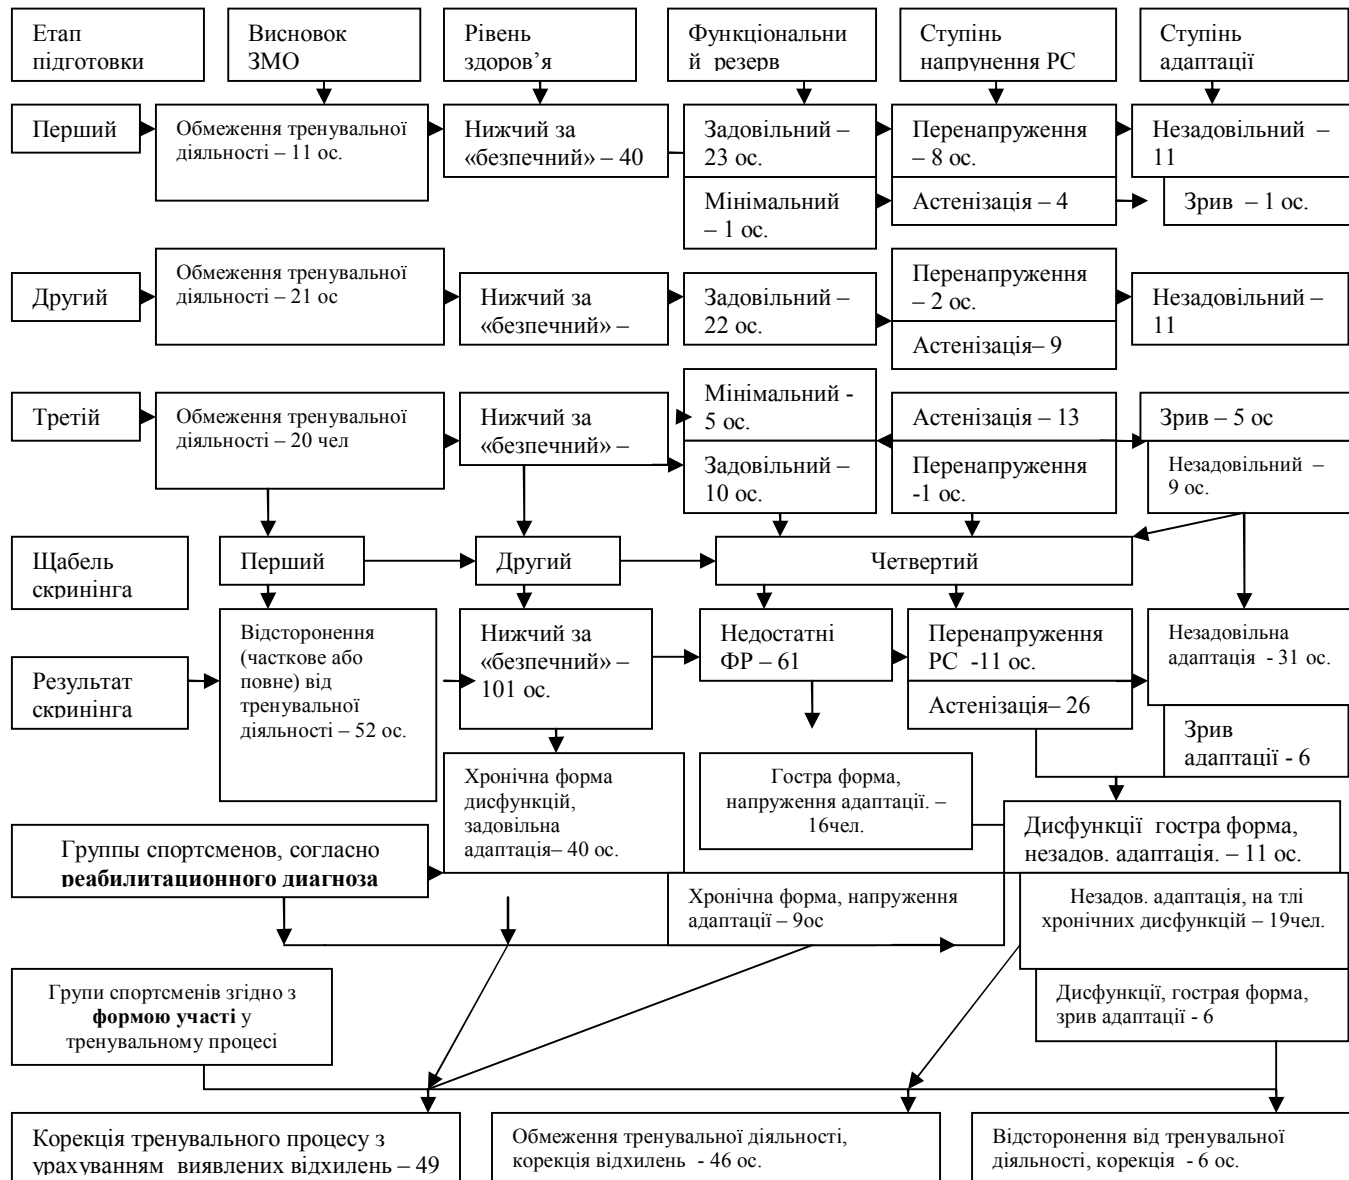 Етап
підготовки
Висновок
ЗМО
Рівень
здоров’я
Функціональни
й резерв
Ступінь
напрунення РС
Ступінь
адаптації
Перший
Обмеження тренувальної
діяльності – 11 ос.
Нижчий за
«безпечний» – 40
Задовільний –
23 ос.
Перенапруження
– 8 ос.
Незадовільний –
11
Мінімальний
– 1 ос.
Астенізація – 4
Зрив – 1 ос.
Другий
Обмеження тренувальної
діяльності – 21 ос
Нижчий за
«безпечний» –
Задовільний –
22 ос.
Перенапруження
– 2 ос.
Астенізація– 9
Незадовільний –
11
Третій
Обмеження тренувальної
діяльності – 20 чел
Нижчий за
«безпечний» –
Мінімальний -
5 ос.
Астенізація – 13
Зрив – 5 ос
Задовільний –
10 ос.
Перенапруження
-1 ос.
Незадовільний –
9 ос.
Щабель
скринінга
Перший
Другий
Четвертий
Результат
скринінга
Відсторонення
(часткове або
повне) від
тренувальної
діяльності – 52 ос.
Нижчий за
«безпечний» –
101 ос.
Недостатні
ФР – 61
Перенапруження
РС -11 ос.
Астенізація– 26
Незадовільна
адаптація - 31 ос.
Зрив
адаптації - 6
Хронічна форма
дисфункцій,
задовільна
адаптація– 40 ос.
Гостра форма,
напруження адаптації. –
16чел.
Дисфункції гостра форма,
незадов. адаптація. – 11 ос.
Группы спортсменов, согласно
реабилитационного диагноза
Хронічна форма, напруження
адаптації – 9ос
Незадов. адаптація, на тлі
хронічних дисфункцій – 19чел.
Групи спортсменів згідно з
формою участі у
тренувальному процесі
Дисфункції, гострая форма,
зрив адаптації - 6
Корекція тренувального процесу з
урахуванням виявлених відхилень – 49
Обмеження тренувальної діяльності,
корекція відхилень - 46 ос.
Відсторонення від тренувальної
діяльності, корекція - 6 ос.